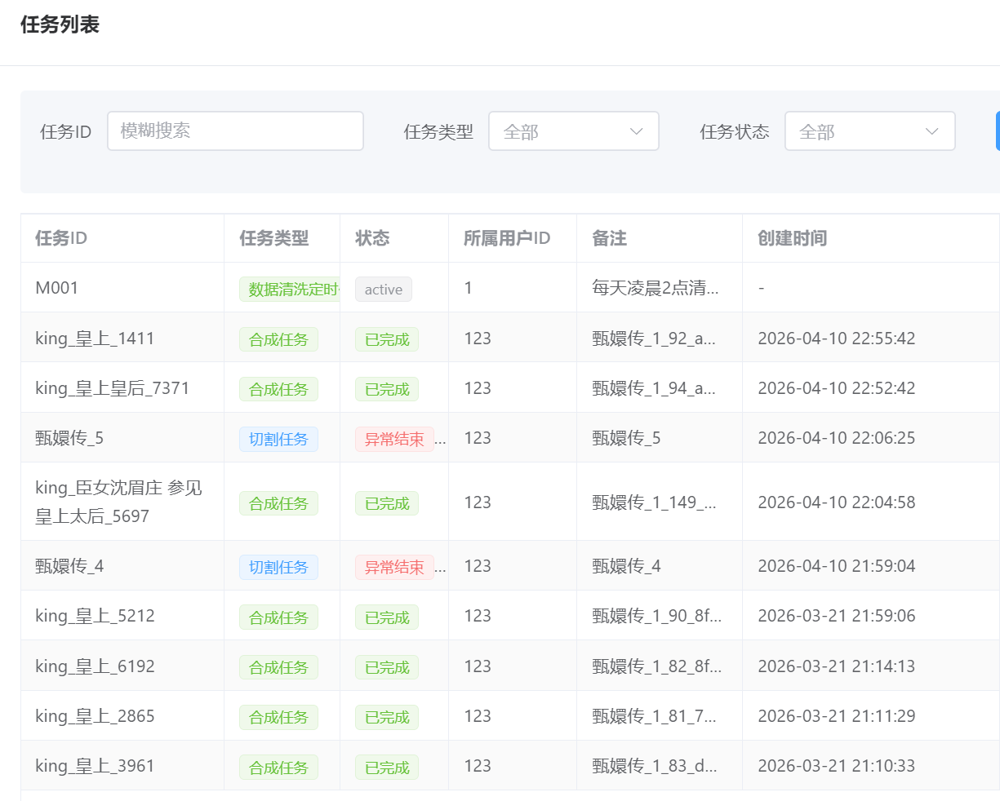 任务列表
任务ID 模糊搜索 任务类型 全部 任务状态 全部
任务ID 任务类型 状态 所属用户ID 备注 创建时间
M001 数据清洗定时 active 1 每天凌晨2点清... -
king_皇上_1411 合成任务 已完成 123 甄嬛传_1_92_a... 2026-04-10 22:55:42
king_皇上皇后_7371 合成任务 已完成 123 甄嬛传_1_94_a... 2026-04-10 22:52:42
甄嬛传_5 切割任务 异常结束... 123 甄嬛传_5 2026-04-10 22:06:25
king_臣女沈眉庄 参见
皇上太后_5697 合成任务 已完成 123 甄嬛传_1_149_... 2026-04-10 22:04:58
甄嬛传_4 切割任务 异常结束... 123 甄嬛传_4 2026-04-10 21:59:04
king_皇上_5212 合成任务 已完成 123 甄嬛传_1_90_8f... 2026-03-21 21:59:06
king_皇上_6192 合成任务 已完成 123 甄嬛传_1_82_8f... 2026-03-21 21:14:13
king_皇上_2865 合成任务 已完成 123 甄嬛传_1_81_7... 2026-03-21 21:11:29
king_皇上_3961 合成任务 已完成 123 甄嬛传_1_83_d... 2026-03-21 21:10:33